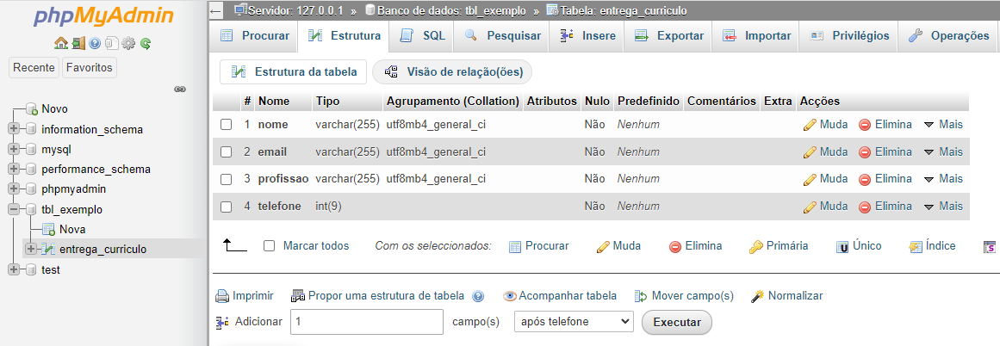 phpMyAdmin
Recente Favoritos
Novo
information_schema
mysql
performance_schema
phpmyadmin
tbl_exemplo
Nova
entrega_curriculo
test
Servidor: 127.0.0.1 » Banco de dados: tbl_exemplo » Tabela: entrega_curriculo
Procurar Estrutura SQL Pesquisar Insere Exportar Importar Privilégios Operações
Estrutura da tabela Visão de relação(ões)
# Nome Tipo Agrupamento (Collation) Atributos Nulo Predefinido Comentários Extra Acções
1 nome varchar(255) utf8mb4_general_ci Não Nenhum Muda Elimina Mais
2 email varchar(255) utf8mb4_general_ci Não Nenhum Muda Elimina Mais
3 profissao varchar(255) utf8mb4_general_ci Não Nenhum Muda Elimina Mais
4 telefone int(9) Não Nenhum Muda Elimina Mais
Marcar todos Com os seleccionados: Procurar Muda Elimina Primária Único Índice
Imprimir Propor uma estrutura de tabela Acompanhar tabela Mover campo(s) Normalizar
Adicionar 1 campo(s) após telefone Executar